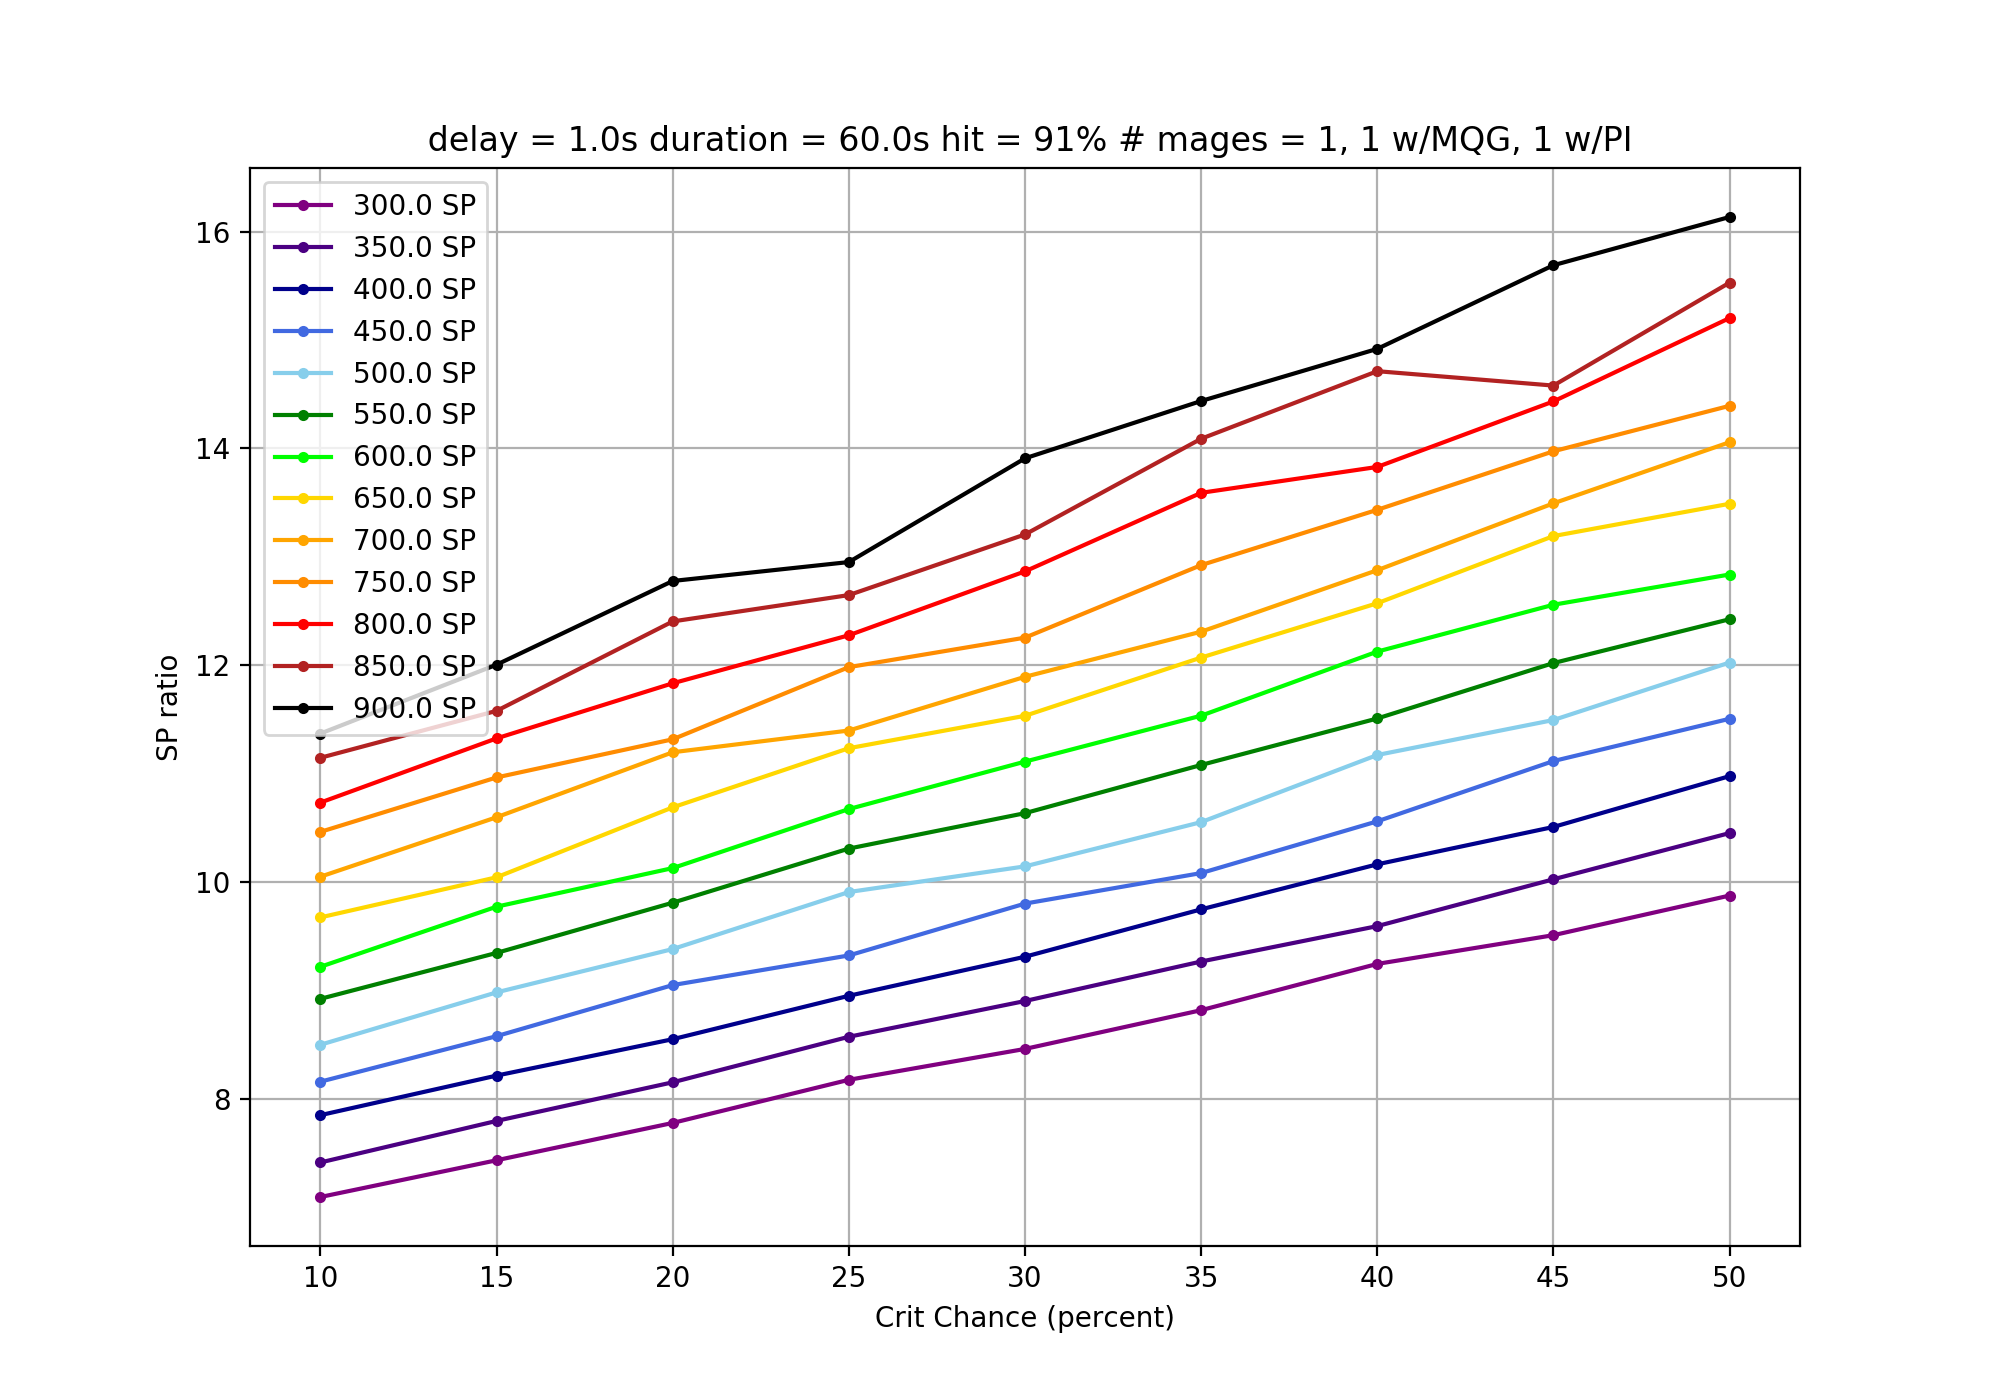 delay = 1.0s duration = 60.0s hit = 91% # mages = 1, 1 w/MQG, 1 w/PI
300.0 SP
350.0 SP
400.0 SP
450.0 SP
500.0 SP
550.0 SP
600.0 SP
650.0 SP
700.0 SP
750.0 SP
800.0 SP
850.0 SP
900.0 SP
SP ratio
16
14
12
10
8
10 15 20 25 30 35 40 45 50
Crit Chance (percent)